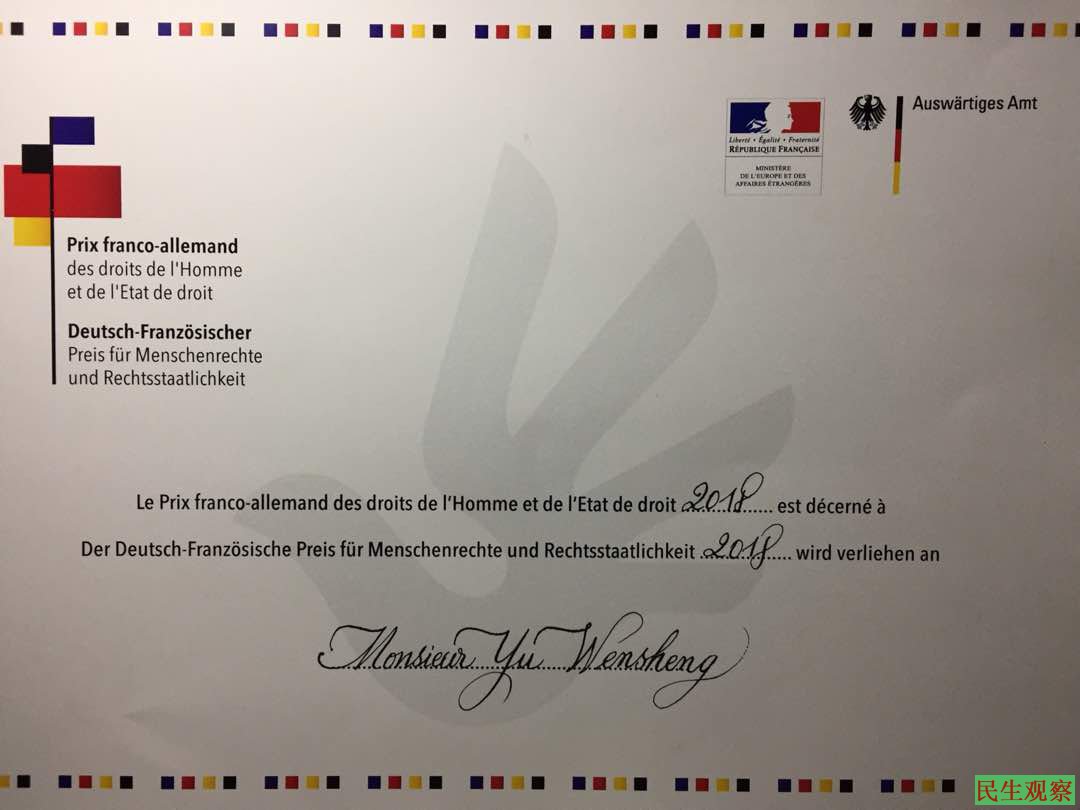 Auswärtiges Amt
Liberté • Égalité • Fraternité
RÉPUBLIQUE FRANÇAISE
MINISTÈRE
DE L'EUROPE ET DES
AFFAIRES ÉTRANGÈRES
Prix franco-allemand
des droits de l'Homme
et de l'Etat de droit
Deutsch-Französischer
Preis für Menschenrechte
und Rechtsstaatlichkeit
Le Prix franco-allemand des droits de l'Homme et de l'Etat de droit 2018 est décerné à
Der Deutsch-Französische Preis für Menschenrechte und Rechtsstaatlichkeit 2018 wird verliehen an
Monsieur Yu Wensheng
民生观察